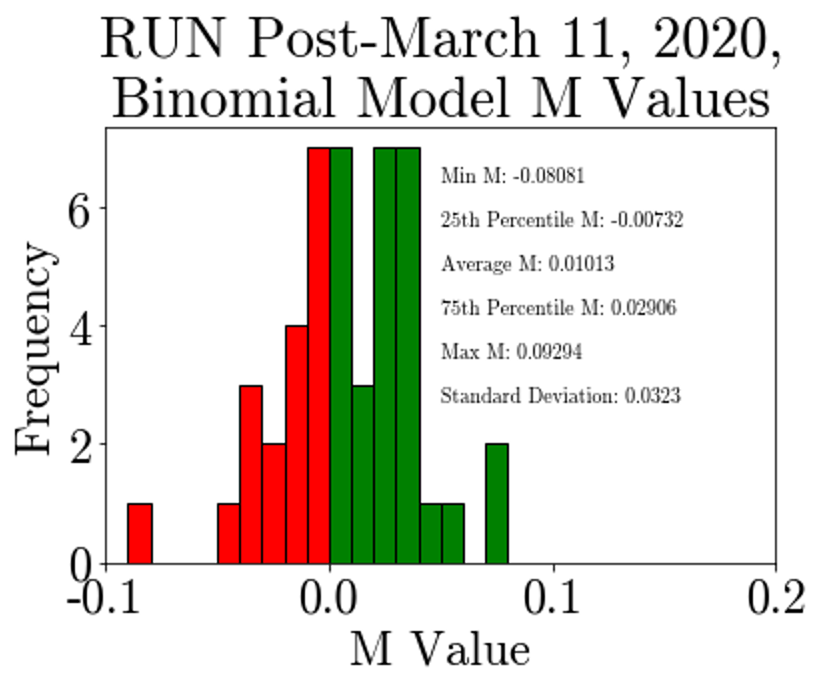 RUN Post-March 11, 2020,
Binomial Model M Values
Min M: -0.08081
25th Percentile M: -0.00732
Average M: 0.01013
75th Percentile M: 0.02906
Max M: 0.09294
Standard Deviation: 0.0323
Frequency
6
4
2
0
-0.1 0.0 0.1 0.2
M Value